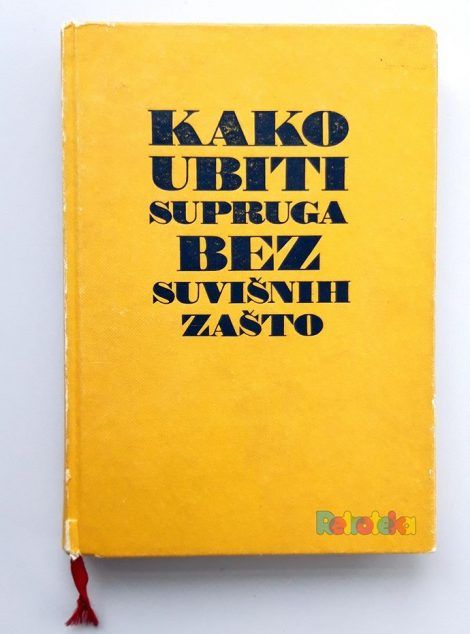 KAKO
UBITI
SUPRUGA
BEZ
SUVIŠNIH
ZAŠTO
Retroteka